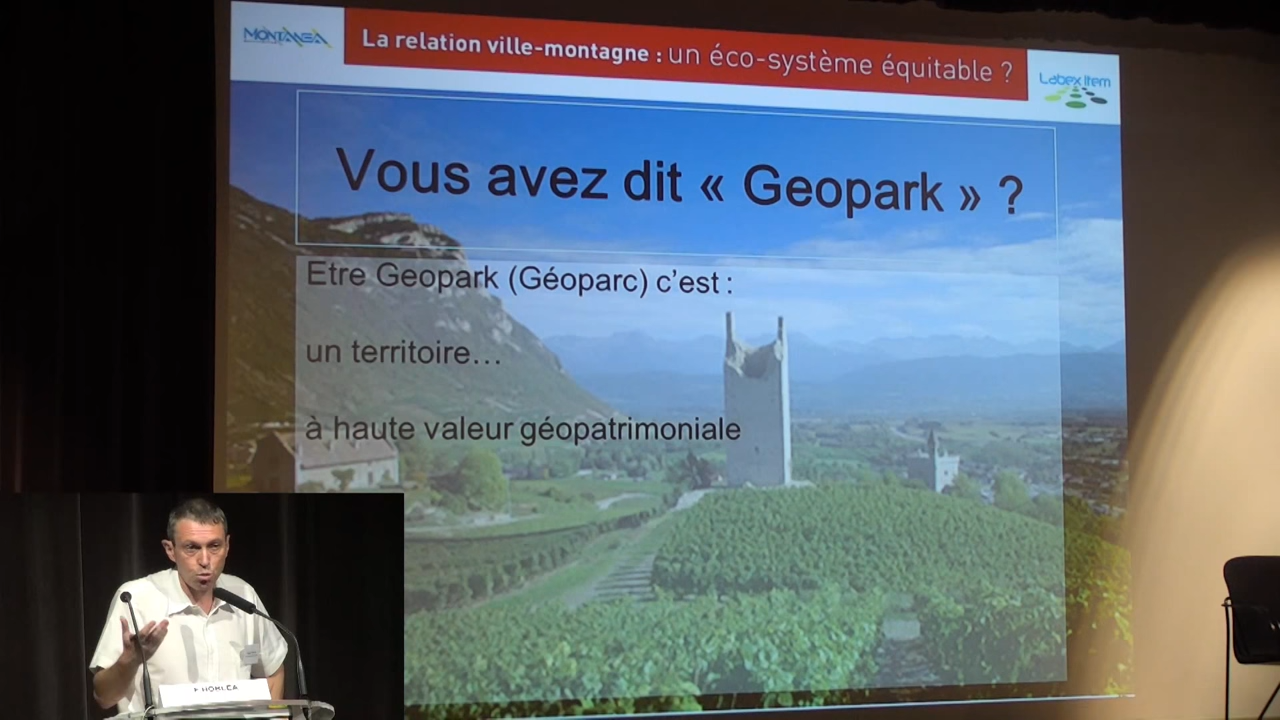 MONTANEA
La relation ville-montagne : un éco-système équitable ?
Labex Item
Vous avez dit « Geopark » ?
Etre Geopark (Géoparc) c’est :
un territoire…
à haute valeur géopatrimoniale